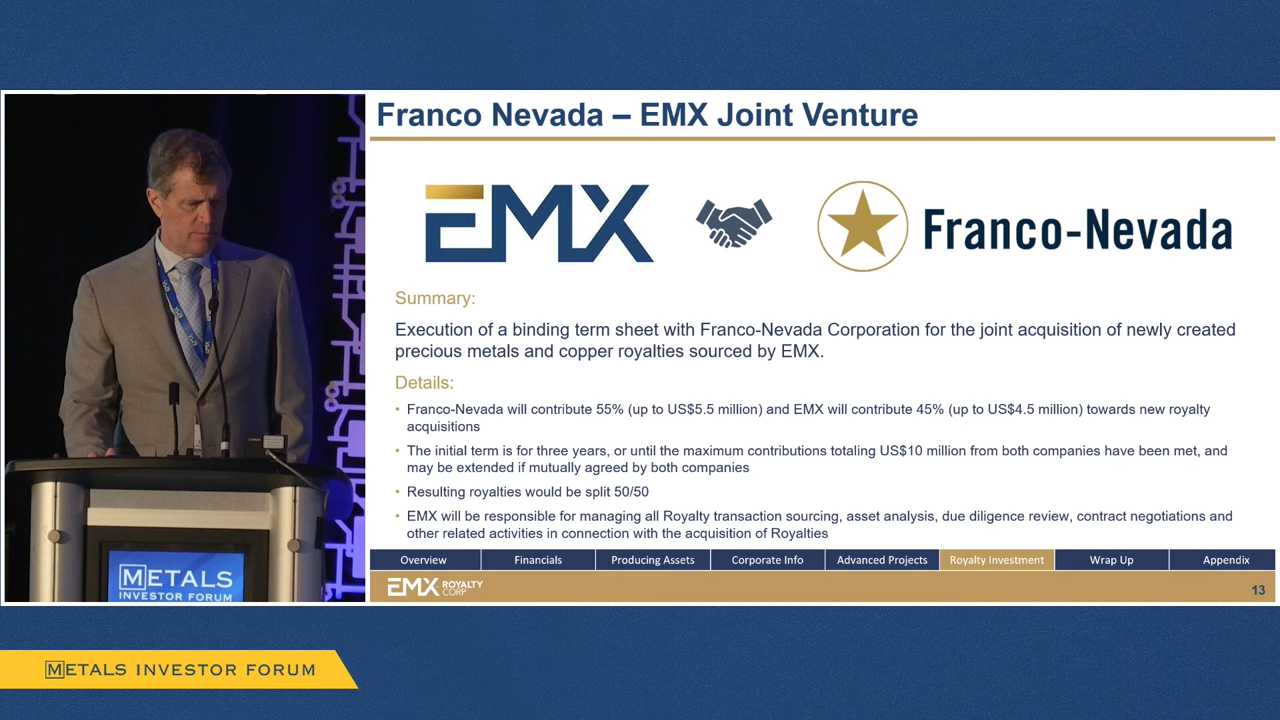 Franco Nevada – EMX Joint Venture
EMX
Franco-Nevada
Summary:
Execution of a binding term sheet with Franco-Nevada Corporation for the joint acquisition of newly created
precious metals and copper royalties sourced by EMX.
Details:
• Franco-Nevada will contribute 55% (up to US$5.5 million) and EMX will contribute 45% (up to US$4.5 million) towards new royalty
acquisitions
• The initial term is for three years, or until the maximum contributions totaling US$10 million from both companies have been met, and
may be extended if mutually agreed by both companies
• Resulting royalties would be split 50/50
• EMX will be responsible for managing all Royalty transaction sourcing, asset analysis, due diligence review, contract negotiations and
other related activities in connection with the acquisition of Royalties
Overview Financials Producing Assets Corporate Info Advanced Projects Royalty Investment Wrap Up Appendix
EMX ROYALTY
CORP
13
METALS
INVESTOR FORUM
METALS INVESTOR FORUM